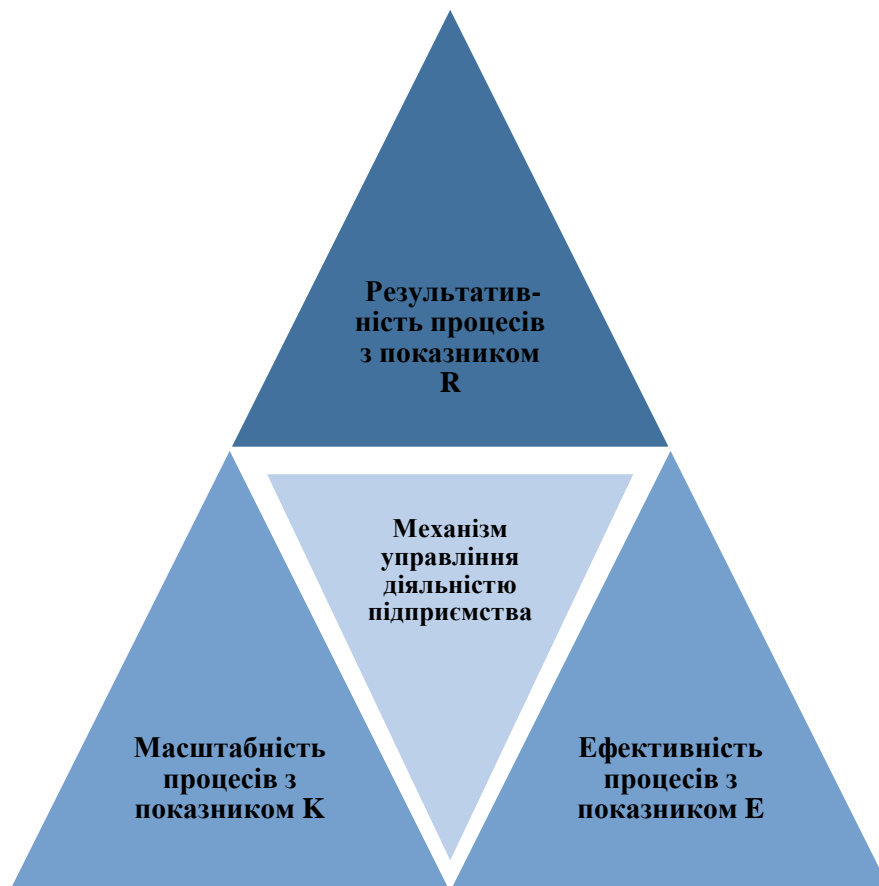 Результатив-
ність процесів
з показником
R
Механізм
управління
діяльністю
підприємства
Масштабність
процесів з
показником K
Ефективність
процесів з
показником E